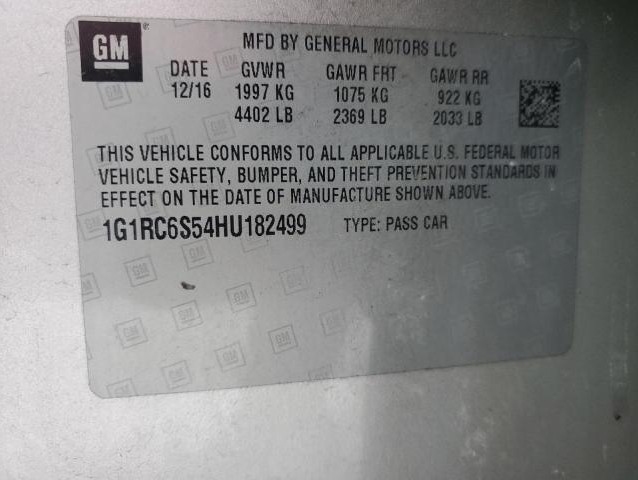 GM
MFD BY GENERAL MOTORS LLC
DATE GVWR GAWR FRT GAWR RR
12/16 1997 KG 1075 KG 922 KG
4402 LB 2369 LB 2033 LB
THIS VEHICLE CONFORMS TO ALL APPLICABLE U.S. FEDERAL MOTOR
VEHICLE SAFETY, BUMPER, AND THEFT PREVENTION STANDARDS IN
EFFECT ON THE DATE OF MANUFACTURE SHOWN ABOVE.
1G1RC6S54HU182499 TYPE: PASS CAR